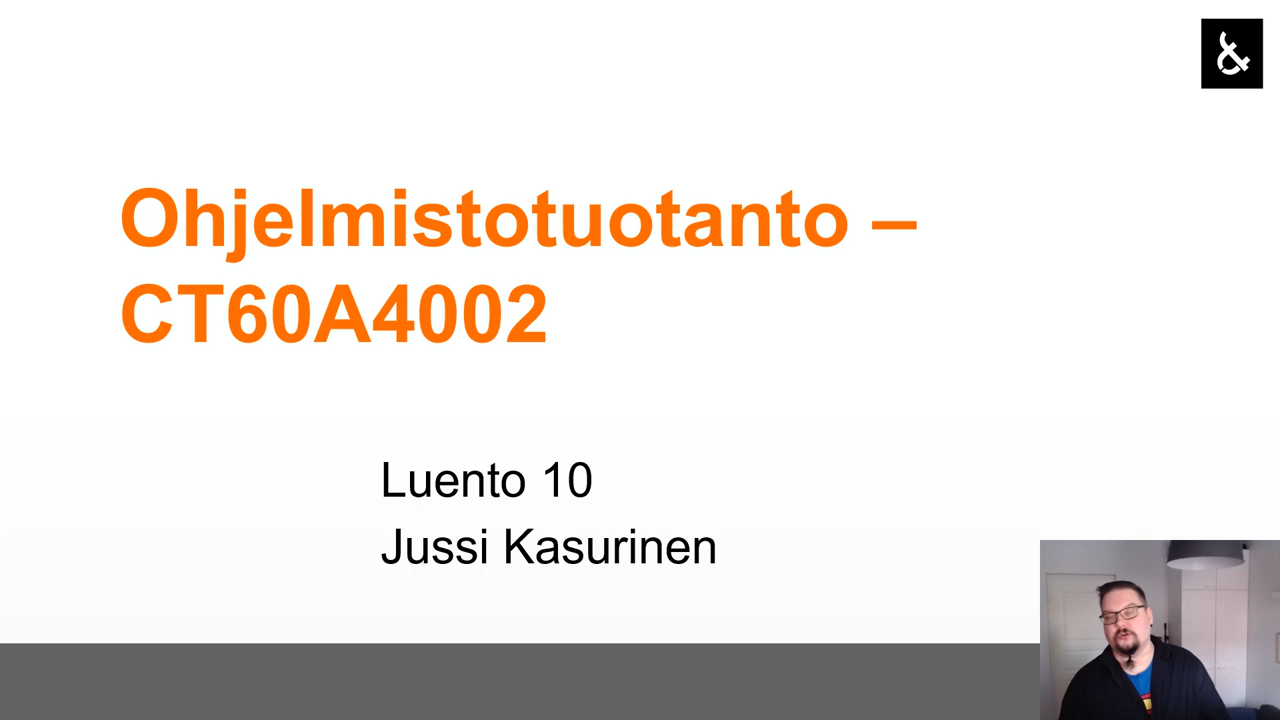 &
Ohjelmistotuotanto –
CT60A4002
Luento 10
Jussi Kasurinen